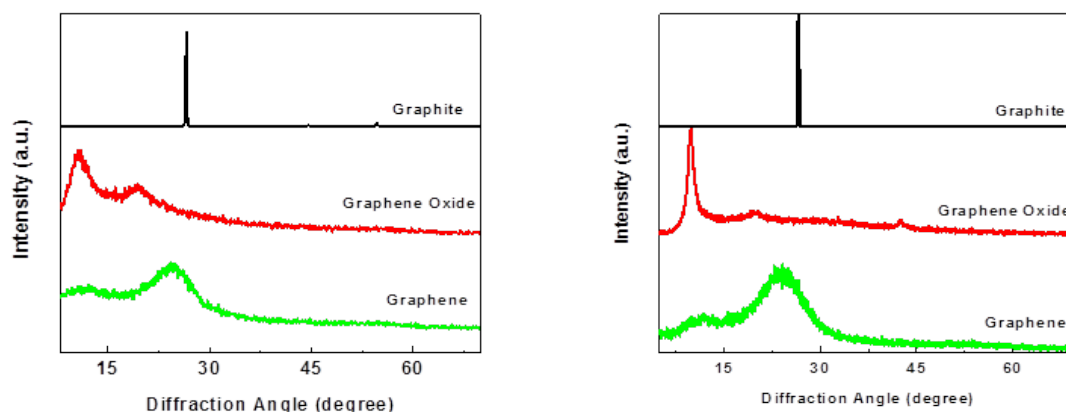 Intensity (a.u.)
Graphite
Graphene Oxide
Graphene
15 30 45 60
Diffraction Angle (degree)
Intensity (a.u.)
Graphite
Graphene Oxide
Graphene
15 30 45 60
Diffraction Angle (degree)